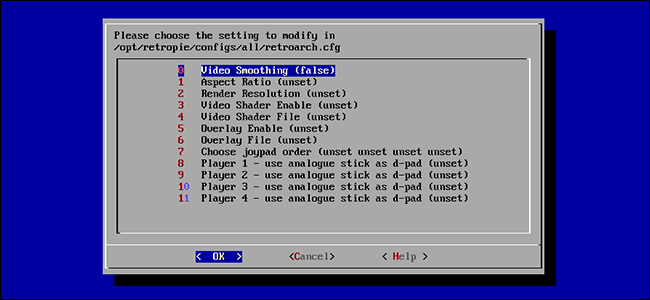 Please choose the setting to modify in
/opt/retropie/configs/all/retroarch.cfg
0 Video Smoothing (false)
1 Aspect Ratio (unset)
2 Render Resolution (unset)
3 Video Shader Enable (unset)
4 Video Shader File (unset)
5 Overlay Enable (unset)
6 Overlay File (unset)
7 Choose joypad order (unset unset unset unset)
8 Player 1 - use analogue stick as d-pad (unset)
9 Player 2 - use analogue stick as d-pad (unset)
10 Player 3 - use analogue stick as d-pad (unset)
11 Player 4 - use analogue stick as d-pad (unset)
< OK > <Cancel> < Help >